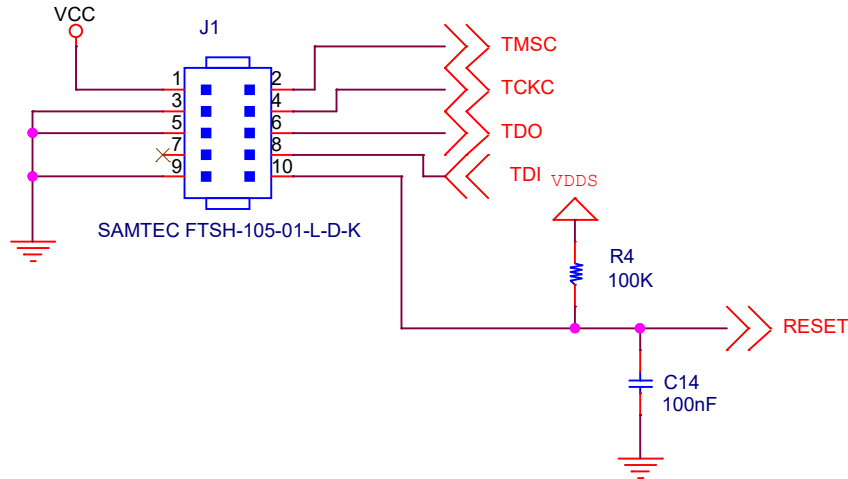 VCC
J1
1
2
3
4
5
6
7
8
9
10
TMSC
TCKC
TDO
TDI
SAMTEC FTSH-105-01-L-D-K
VDDS
R4
100K
RESET
C14
100nF